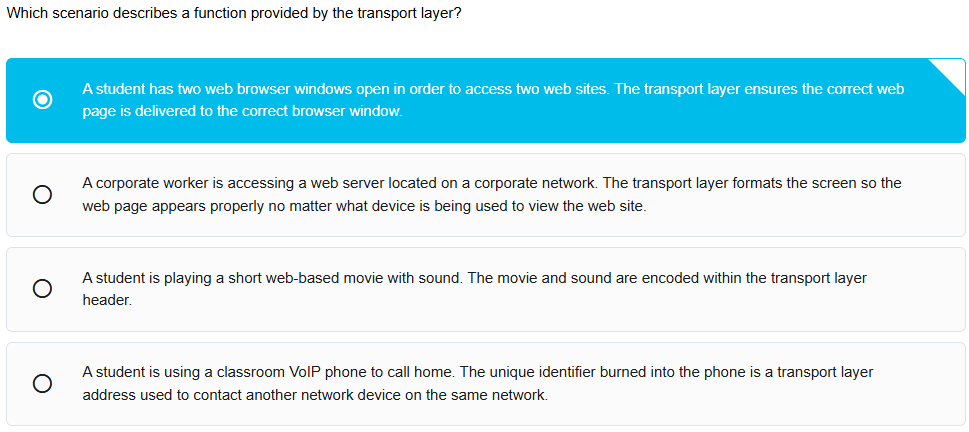 Which scenario describes a function provided by the transport layer?
A student has two web browser windows open in order to access two web sites. The transport layer ensures the correct web
page is delivered to the correct browser window.
A corporate worker is accessing a web server located on a corporate network. The transport layer formats the screen so the
web page appears properly no matter what device is being used to view the web site.
A student is playing a short web-based movie with sound. The movie and sound are encoded within the transport layer
header.
A student is using a classroom VoIP phone to call home. The unique identifier burned into the phone is a transport layer
address used to contact another network device on the same network.